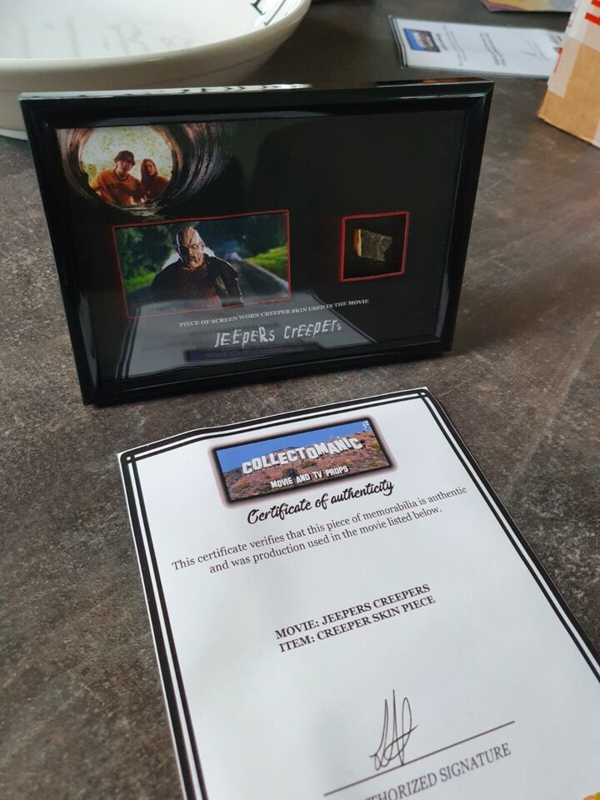 PIECE OF SCREEN WORN CREEPER SKIN USED IN THE MOVIE
JEEPERS CREEPERS
COLLECTOMANIC
MOVIE AND TV PROPS
Certificate of authenticity
This certificate verifies that this piece of memorabilia is authentic
and was production used in the movie listed below.
MOVIE: JEEPERS CREEPERS
ITEM: CREEPER SKIN PIECE
THORIZED SIGNATURE